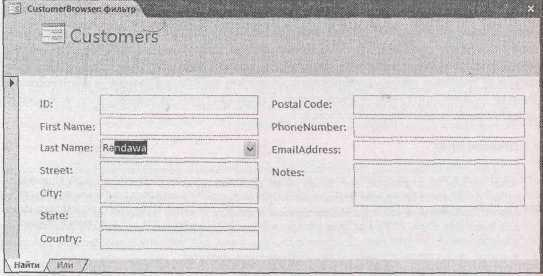 CustomerBrowser: фильтр
Customers
ID:
First Name:
Last Name: Randawa
Street:
City:
State:
Country:
Postal Code:
PhoneNumber:
EmailAddress:
Notes:
Найти
Или